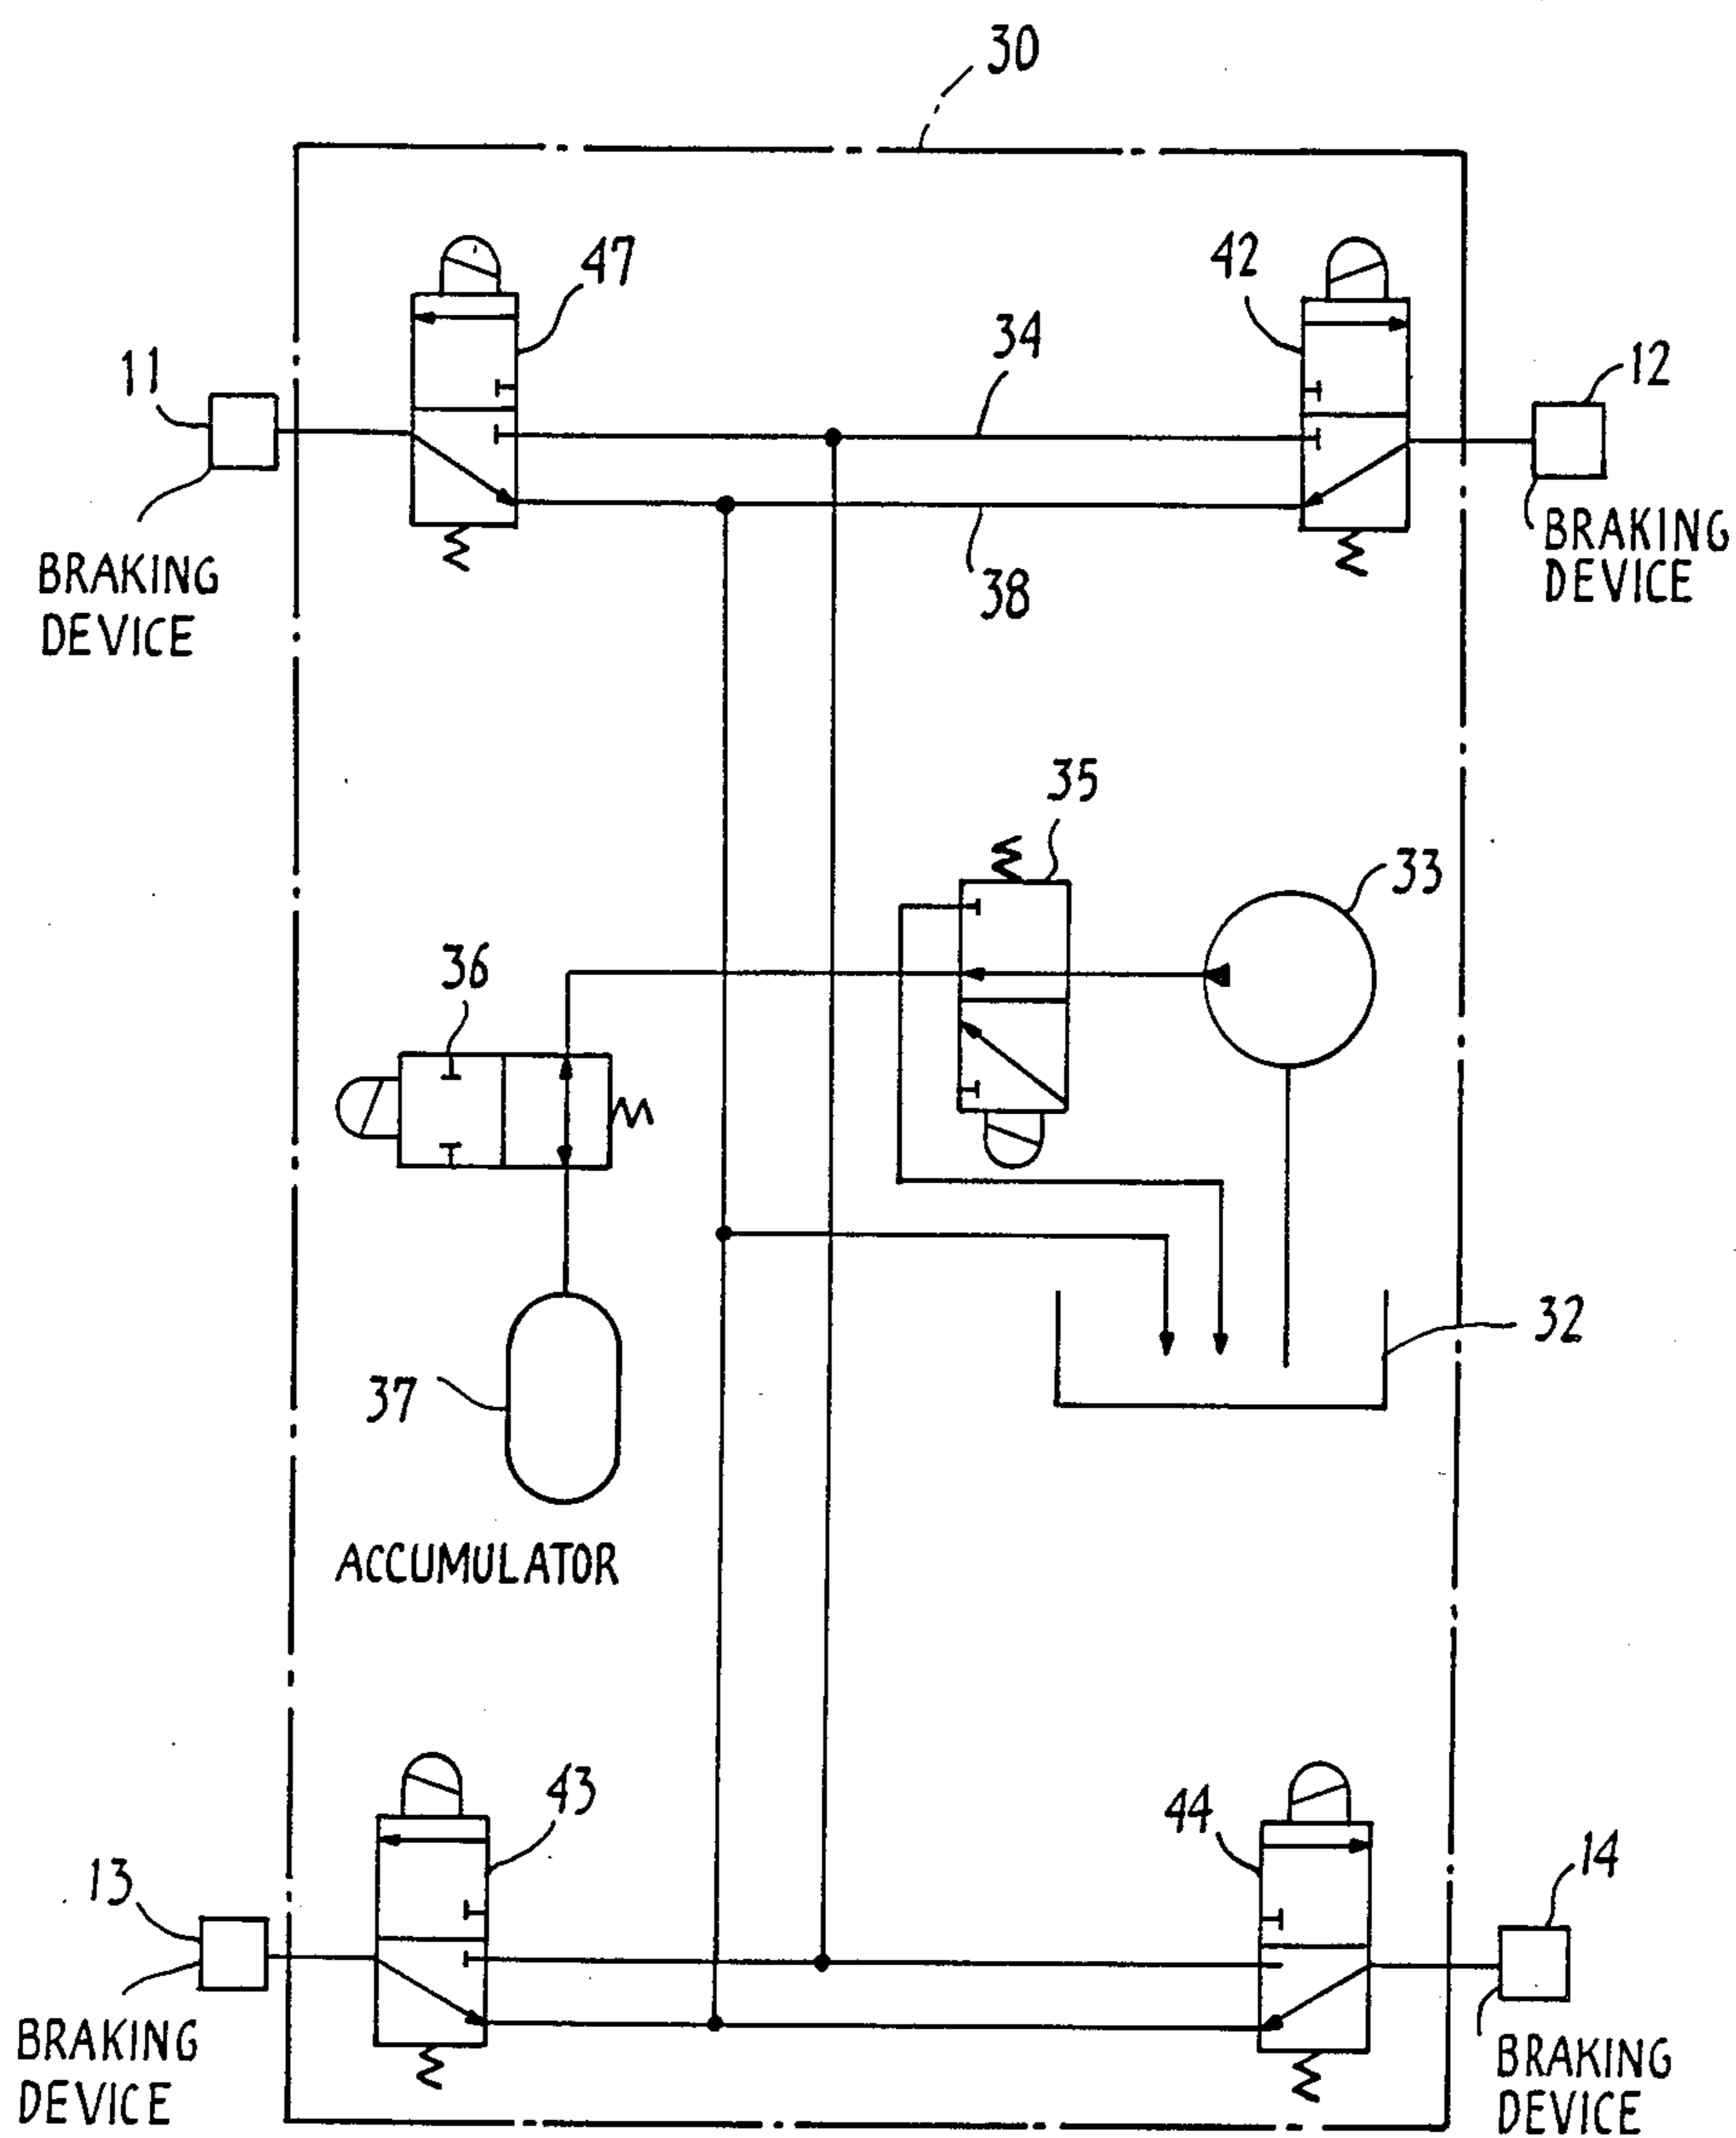 30
47
42
34
11
12
BRAKING
DEVICE
38
BRAKING
DEVICE
35
33
36
32
37
ACCUMULATOR
43
44
13
14
BRAKING
DEVICE
BRAKING
DEVICE